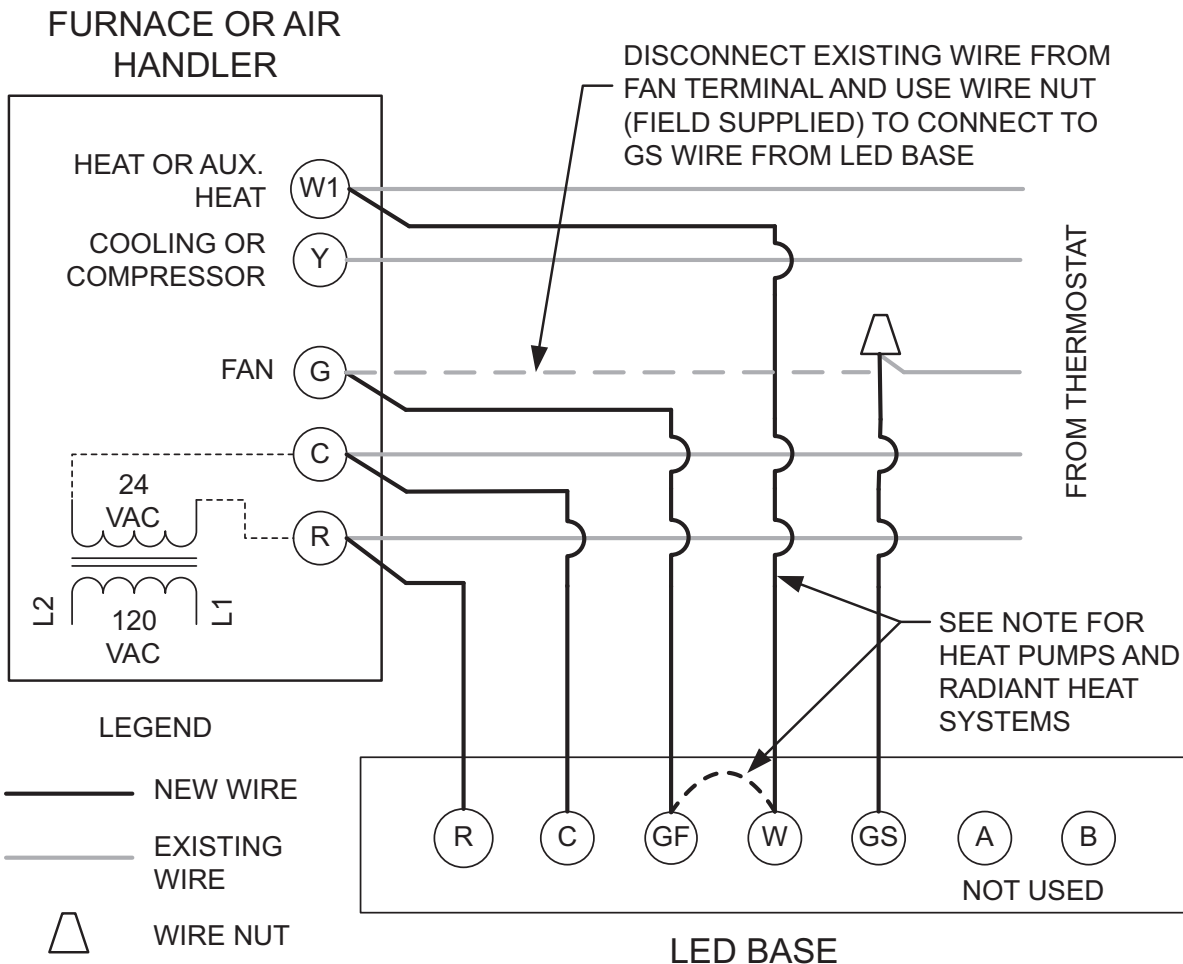 FURNACE OR AIR
HANDLER
DISCONNECT EXISTING WIRE FROM
FAN TERMINAL AND USE WIRE NUT
(FIELD SUPPLIED) TO CONNECT TO
GS WIRE FROM LED BASE
HEAT OR AUX.
HEAT
W1
COOLING OR
COMPRESSOR
Y
FAN
G
C
R
24
VAC
L2
120
VAC
L1
FROM THERMOSTAT
SEE NOTE FOR
HEAT PUMPS AND
RADIANT HEAT
SYSTEMS
LEGEND
NEW WIRE
EXISTING
WIRE
WIRE NUT
R
C
GF
W
GS
A
B
NOT USED
LED BASE